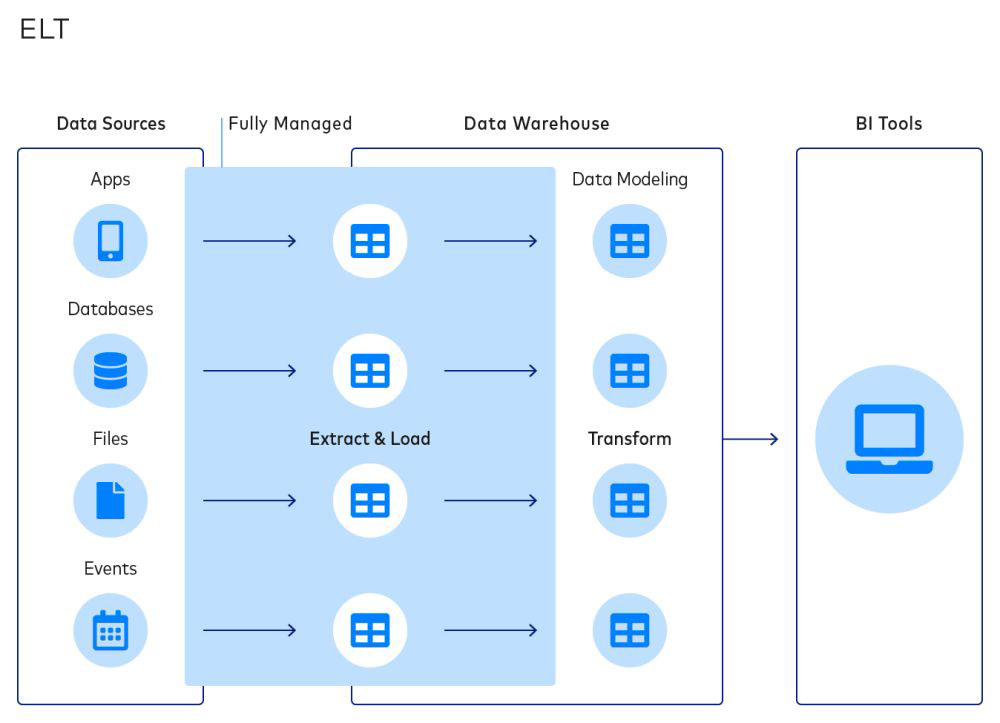 ELT
Data Sources
Fully Managed
Data Warehouse
BI Tools
Apps
Data Modeling
Databases
Files
Extract & Load
Transform
Events